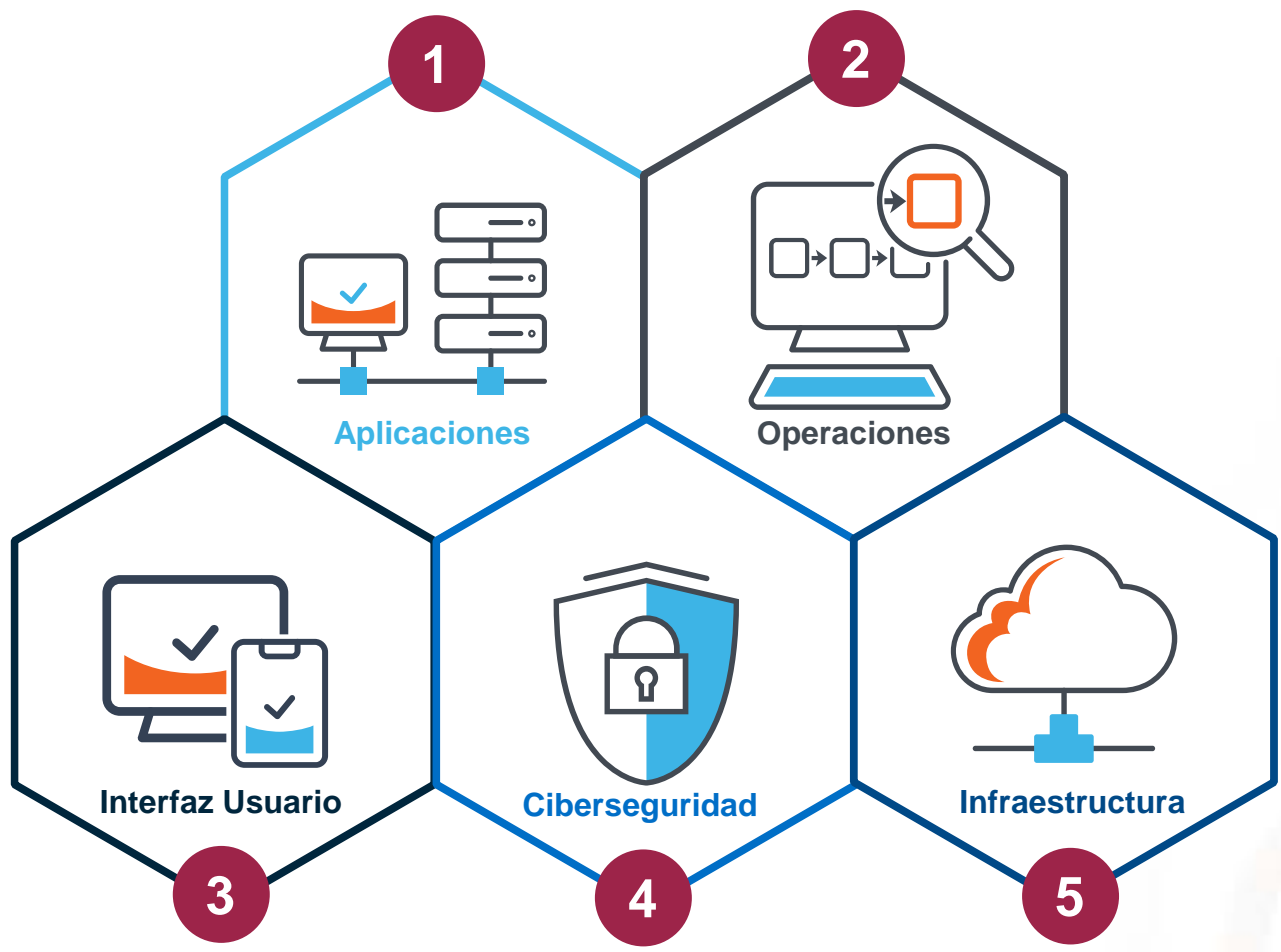 1
2
Aplicaciones
Operaciones
Interfaz Usuario
Ciberseguridad
Infraestructura
3
4
5